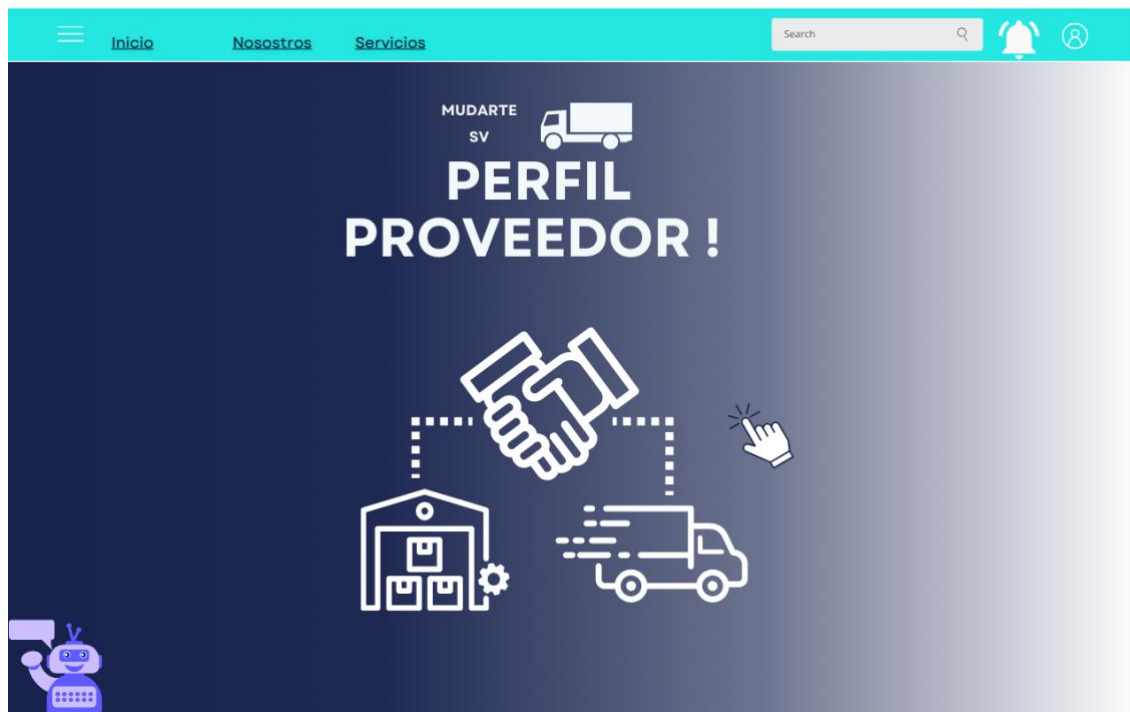 Inicio
Nosostros
Servicios
Search
MUDARTE
SV
PERFIL
PROVEEDOR !